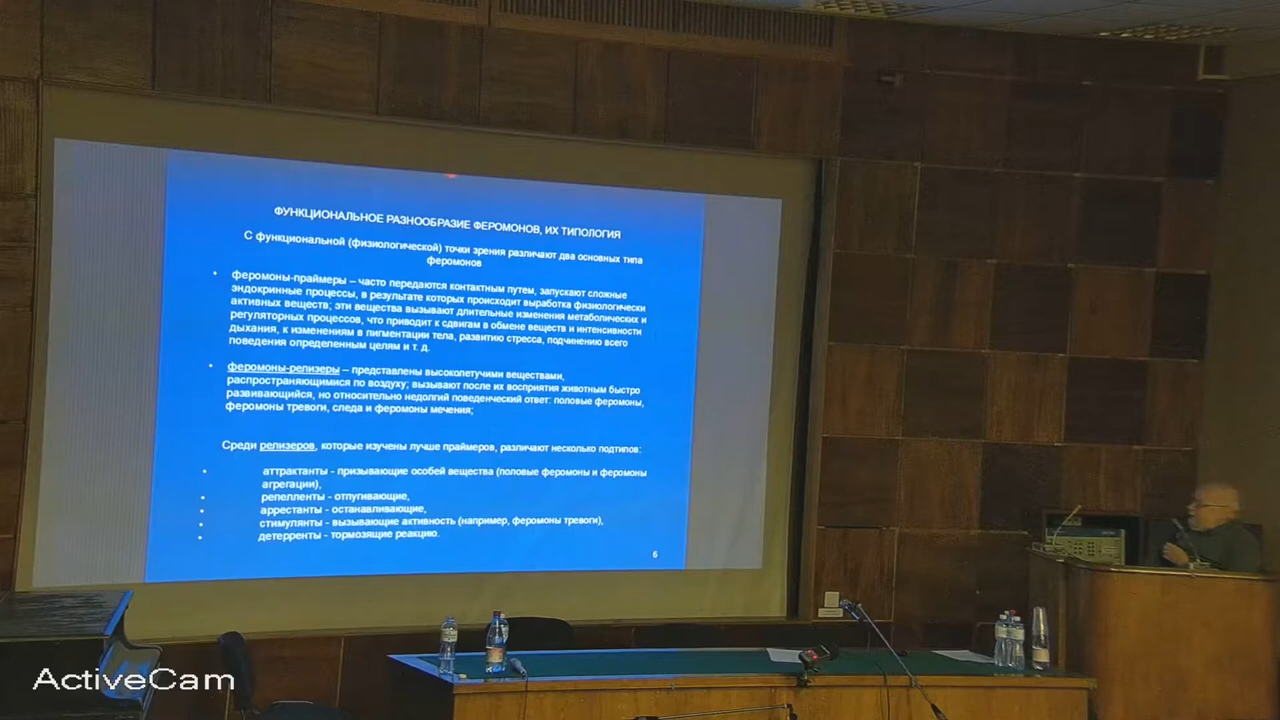 ФУНКЦИОНАЛЬНОЕ РАЗНООБРАЗИЕ ФЕРОМОНОВ, ИХ ТИПОЛОГИЯ
С функциональной (физиологической) точки зрения различают два основных типа
феромонов
• феромоны-праймеры – часто передаются контактным путем, запускают сложные
эндокринные процессы, в результате которых происходит выработка физиологически
активных веществ; эти вещества вызывают длительные изменения метаболических и
регуляторных процессов, что приводит к сдвигам в обмене веществ и интенсивности
дыхания, к изменениям в пигментации тела, развитию стресса, подчинению всего
поведения определенным целям и т. д.
• феромоны-релизеры – представлены высоколетучими веществами,
распространяющимися по воздуху; вызывают после их восприятия животным быстро
развивающийся, но относительно недолгий поведенческий ответ: половые феромоны,
феромоны тревоги, следа и феромоны мечения;
Среди релизеров, которые изучены лучше праймеров, различают несколько подтипов:
• аттрактанты - призывающие особей вещества (половые феромоны и феромоны
агрегации),
• репелленты - отпугивающие,
• аррестанты - останавливающие,
• стимулянты - вызывающие активность (например, феромоны тревоги),
• детерренты - тормозящие реакцию.
6
ActiveCam